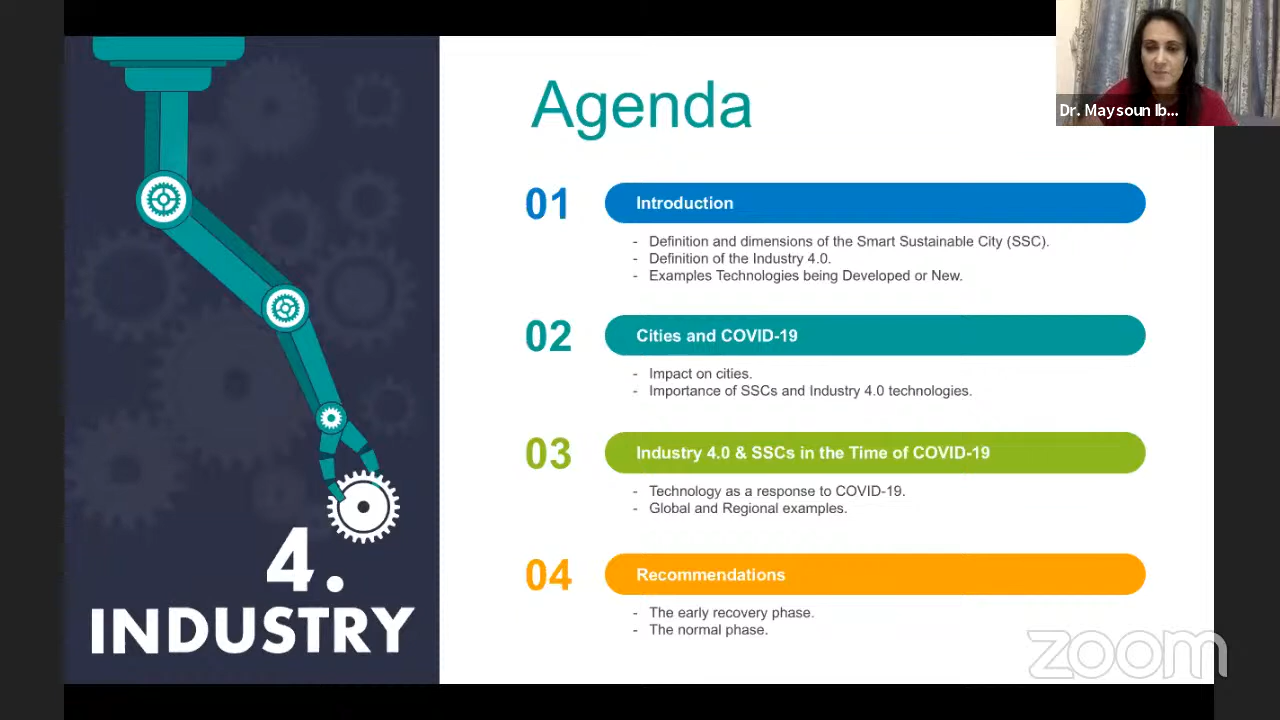 Agenda
Dr. Maysoun Ib...
01 Introduction
- Definition and dimensions of the Smart Sustainable City (SSC).
- Definition of the Industry 4.0.
- Examples Technologies being Developed or New.
02 Cities and COVID-19
- Impact on cities.
- Importance of SSCs and Industry 4.0 technologies.
03 Industry 4.0 & SSCs in the Time of COVID-19
- Technology as a response to COVID-19.
- Global and Regional examples.
04 Recommendations
- The early recovery phase.
- The normal phase.
4.
INDUSTRY
zoom